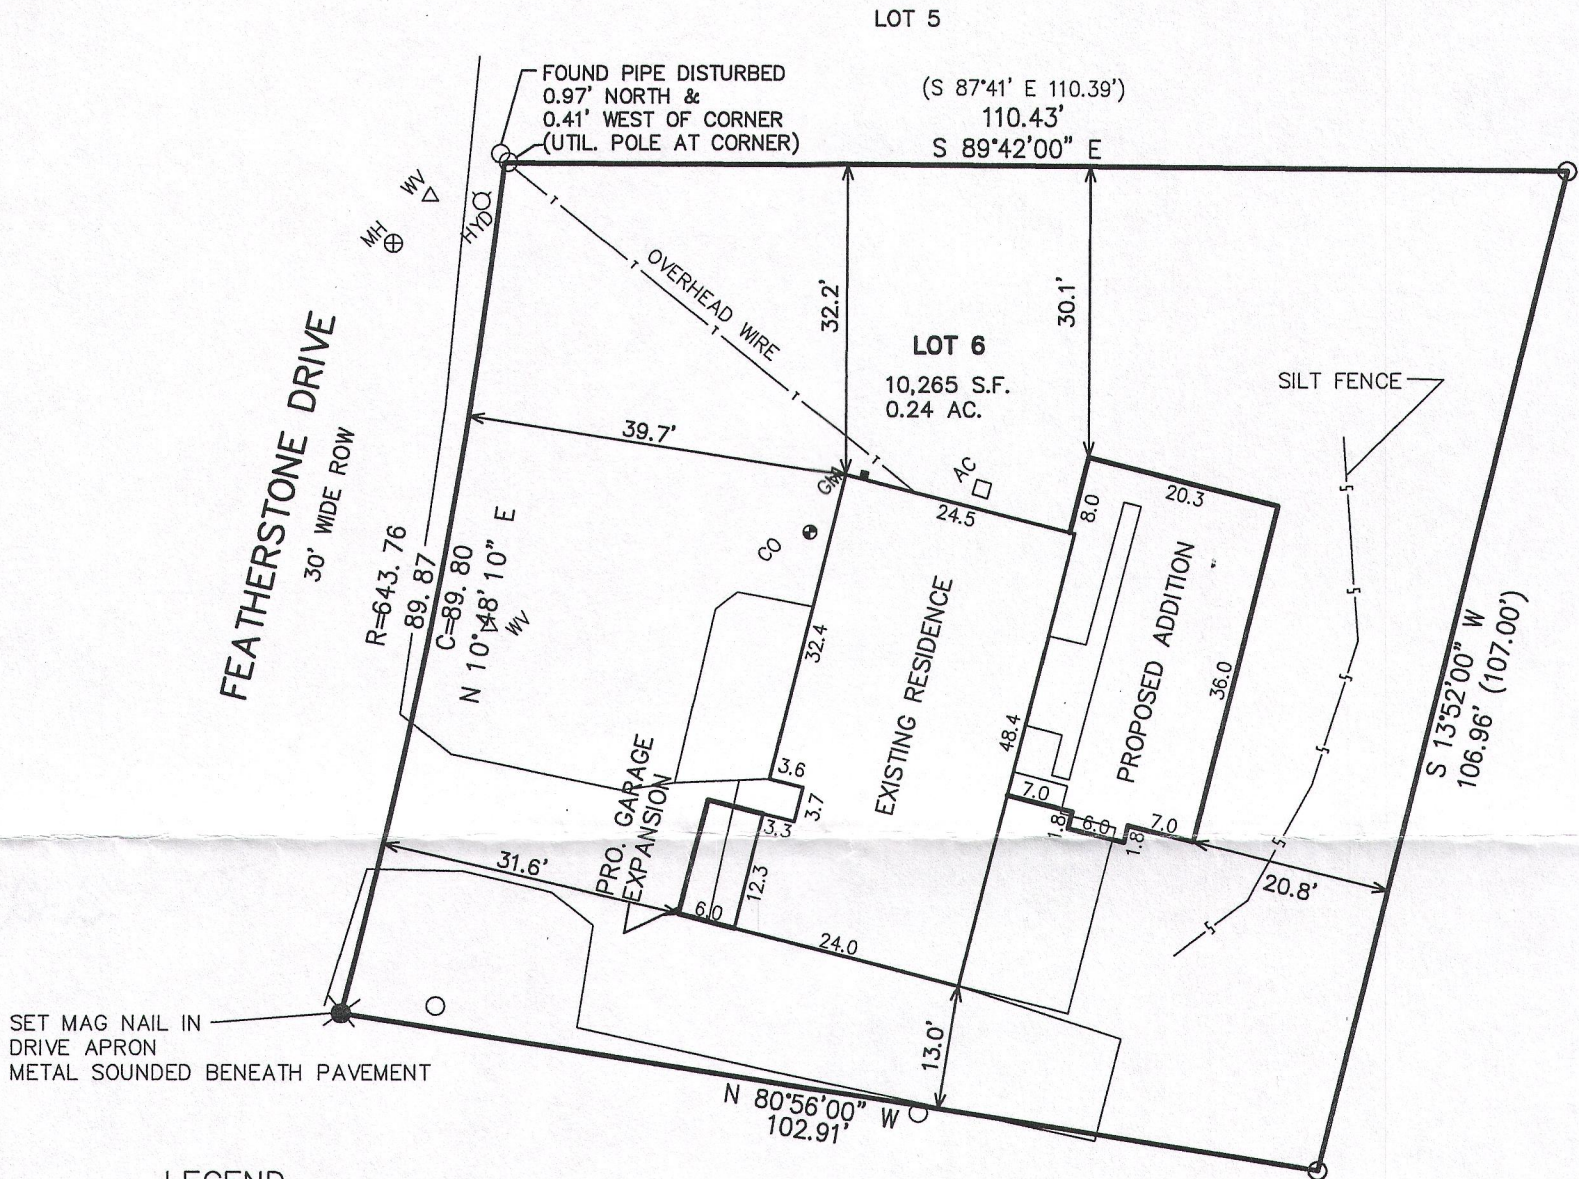 LOT 5
FOUND PIPE DISTURBED
0.97' NORTH &
0.41' WEST OF CORNER
(UTIL. POLE AT CORNER)
(S 87°41' E 110.39')
110.43'
S 89°42'00" E
WV
HYD
MH
OVERHEAD WIRE
32.2'
30.1'
LOT 6
10,265 S.F.
0.24 AC.
SILT FENCE
FEATHERSTONE DRIVE
30' WIDE ROW
39.7'
GM
AC
24.5
8.0
20.3
CO
R=643.76
89.87
C=89.80
N 10°48'10" E
WV
32.4
EXISTING RESIDENCE
PROPOSED ADDITION
36.0
48.4
S 13°52'00" W
106.96' (107.00')
PRO. GARAGE
EXPANSION
3.6
3.7
3.3
7.0
1.8
6.0
1.8
7.0
31.6'
12.3
6.0
20.8'
24.0
13.0'
SET MAG NAIL IN
DRIVE APRON
METAL SOUNDED BENEATH PAVEMENT
N 80°56'00" W
102.91'
LEGEND